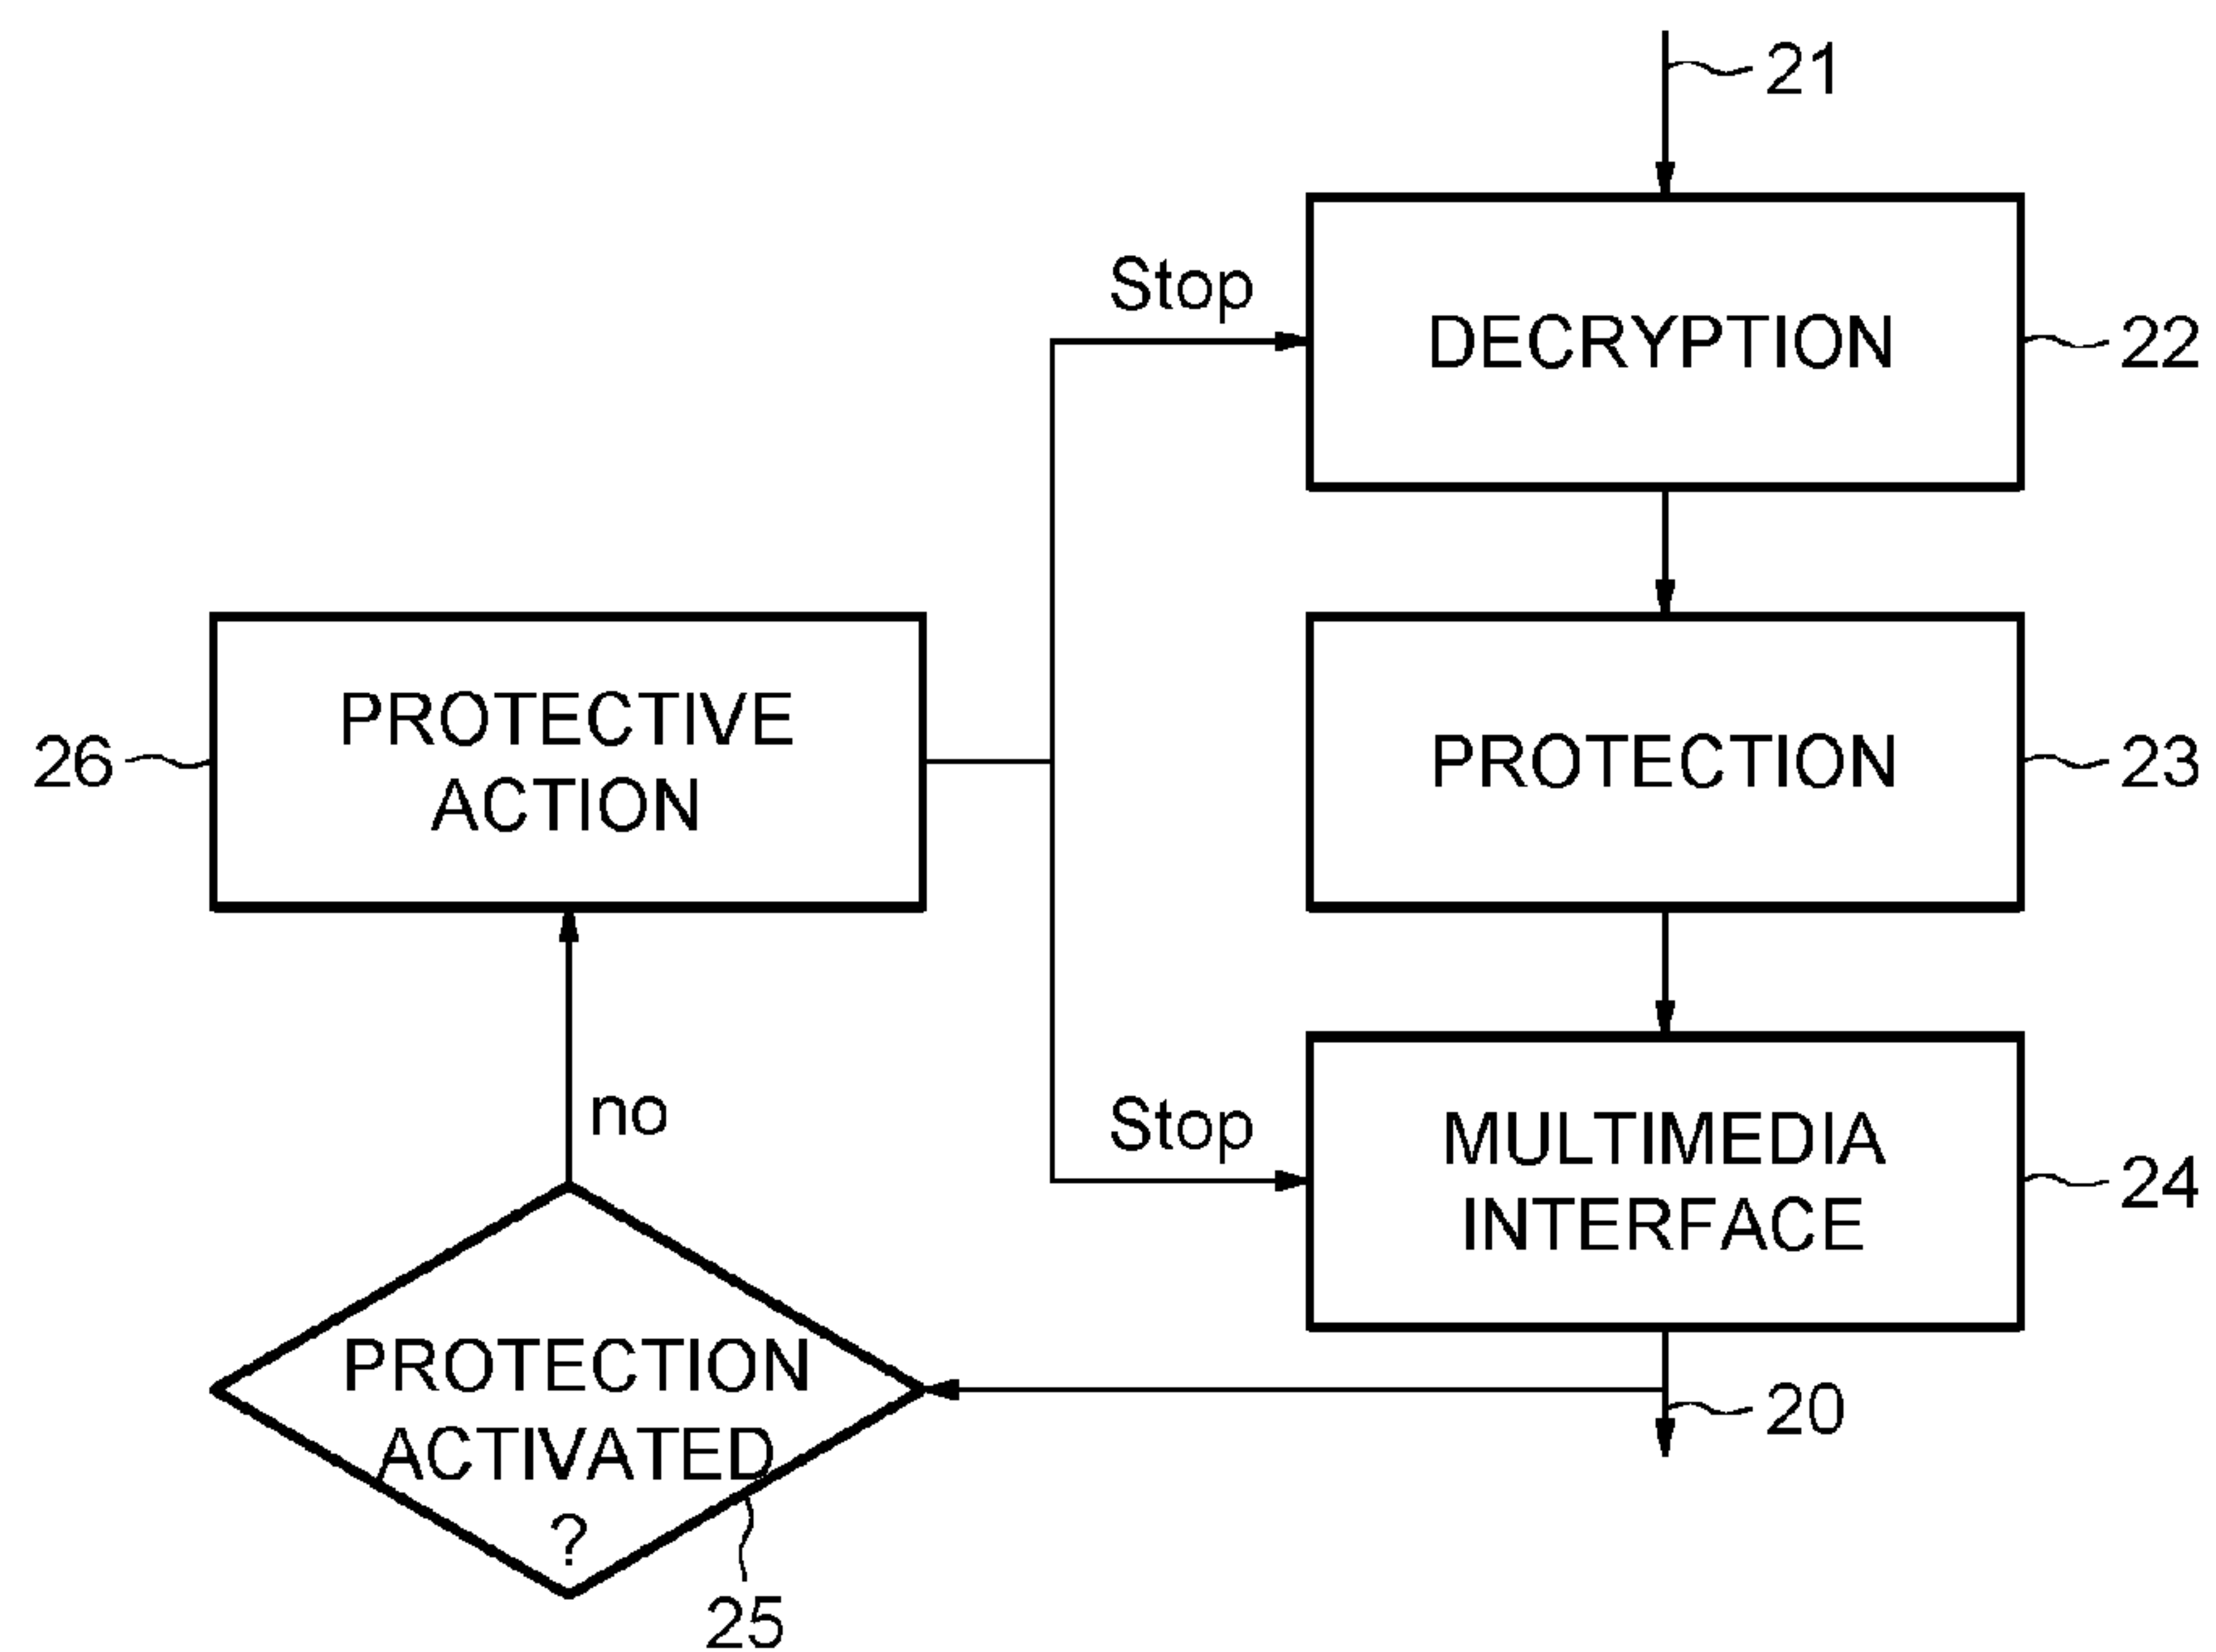 21
Stop
DECRYPTION
22
PROTECTIVE
ACTION
26
PROTECTION
23
no
Stop
MULTIMEDIA
INTERFACE
24
PROTECTION
ACTIVATED
?
20
25